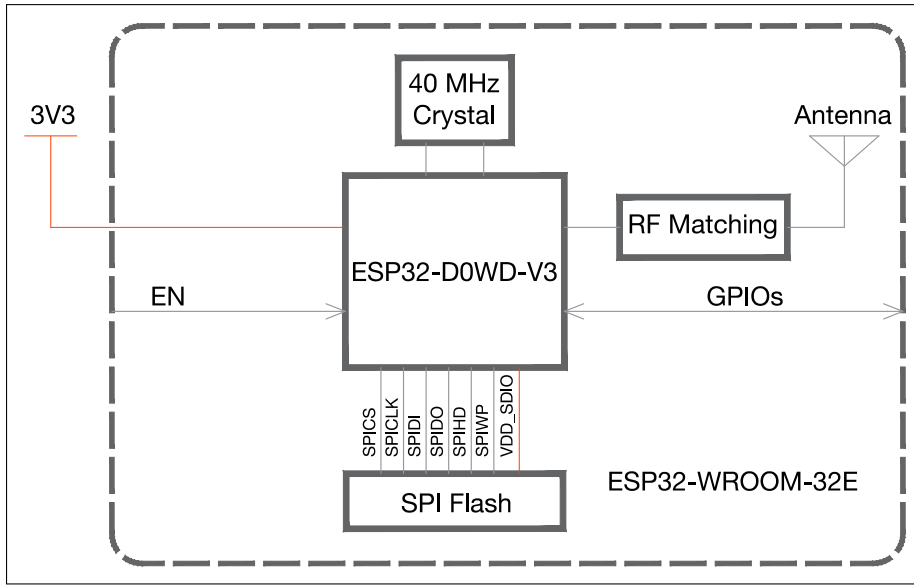 40 MHz
Crystal
3V3
Antenna
RF Matching
ESP32-D0WD-V3
EN
GPIOs
SPICS
SPICLK
SPIDI
SPIDO
SPIHD
SPIWP
VDD_SDIO
ESP32-WROOM-32E
SPI Flash